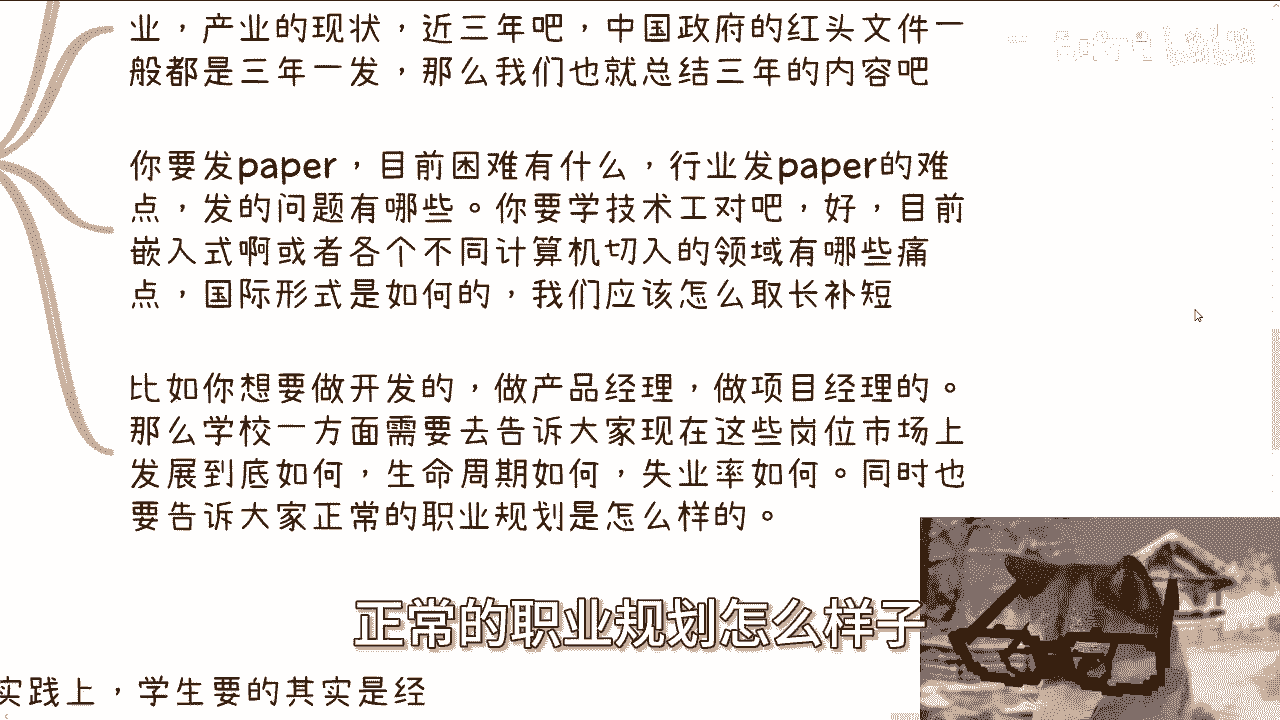 业，产业的现状，近三年吧，中国政府的红头文件一
般都是三年一发，那么我们也就总结三年的内容吧
你要发paper，目前困难有什么，行业发paper的难
点，发的问题有哪些。你要学技术工对吧，好，目前
嵌入式啊或者各个不同计算机切入的领域有哪些痛
点，国际形式是如何的，我们应该怎么取长补短
比如你想要做开发的，做产品经理，做项目经理的。
那么学校一方面需要去告诉大家现在这些岗位市场上
发展到底如何，生命周期如何，失业率如何。同时也
要告诉大家正常的职业规划是怎么样的。
正常的职业规划怎么样子
实践上，学生要的其实是经